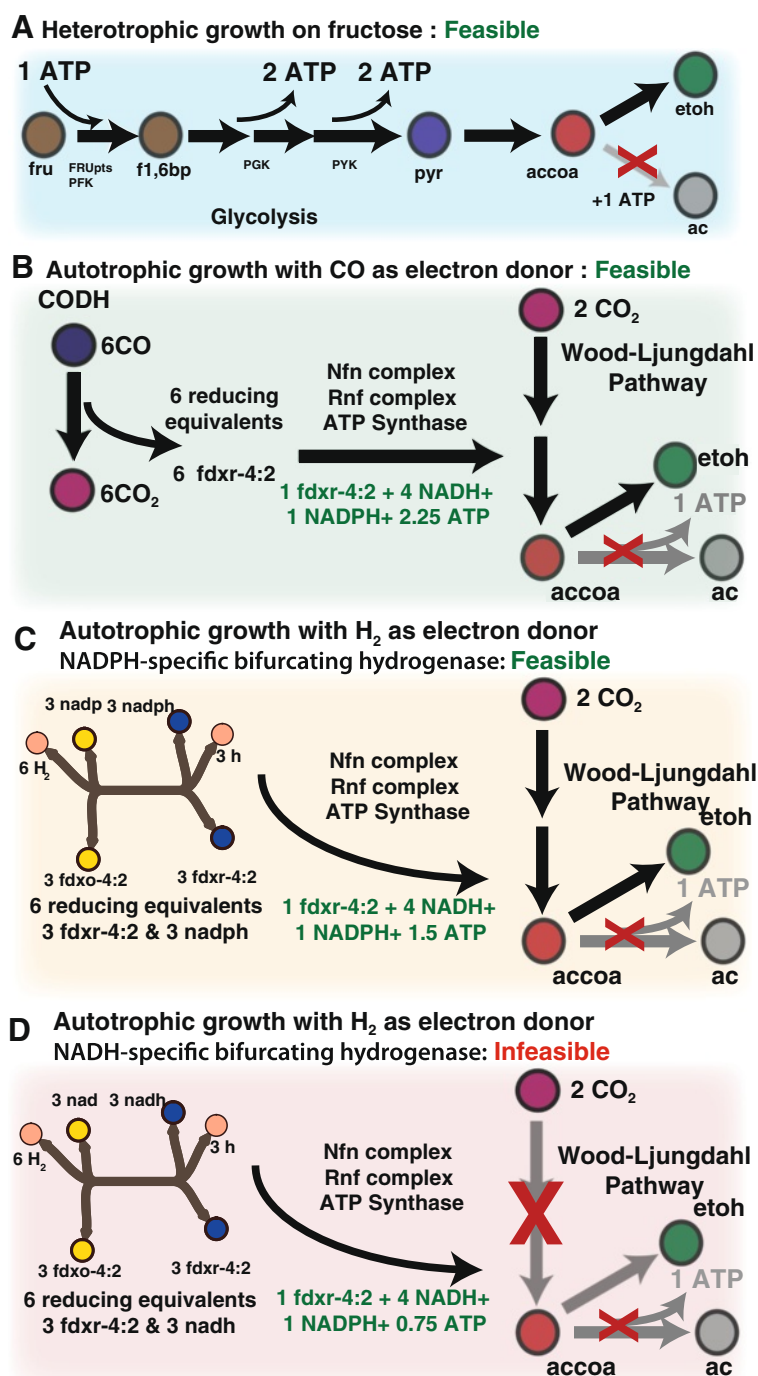 A Heterotrophic growth on fructose : Feasible
1 ATP
2 ATP 2 ATP
etoh
fru
FRUpts
PFK
f1,6bp
PGK
PYK
pyr
accoa
+1 ATP
ac
Glycolysis
B Autotrophic growth with CO as electron donor : Feasible
CODH
6CO
6CO₂
6 reducing
equivalents
6 fdxr-4:2
Nfn complex
Rnf complex
ATP Synthase
1 fdxr-4:2 + 4 NADH+
1 NADPH+ 2.25 ATP
2 CO₂
Wood-Ljungdahl
Pathway
etoh
1 ATP
accoa
ac
C Autotrophic growth with H₂ as electron donor
NADPH-specific bifurcating hydrogenase: Feasible
3 nadp 3 nadph
6 H₂
3 h
3 fdxo-4:2
3 fdxr-4:2
6 reducing equivalents
3 fdxr-4:2 & 3 nadph
Nfn complex
Rnf complex
ATP Synthase
1 fdxr-4:2 + 4 NADH+
1 NADPH+ 1.5 ATP
2 CO₂
Wood-Ljungdahl
Pathway
etoh
1 ATP
accoa
ac
D Autotrophic growth with H₂ as electron donor
NADH-specific bifurcating hydrogenase: Infeasible
3 nad 3 nadh
6 H₂
3 h
3 fdxo-4:2
3 fdxr-4:2
6 reducing equivalents
3 fdxr-4:2 & 3 nadh
Nfn complex
Rnf complex
ATP Synthase
1 fdxr-4:2 + 4 NADH+
1 NADPH+ 0.75 ATP
2 CO₂
Wood-Ljungdahl
Pathway
etoh
1 ATP
accoa
ac